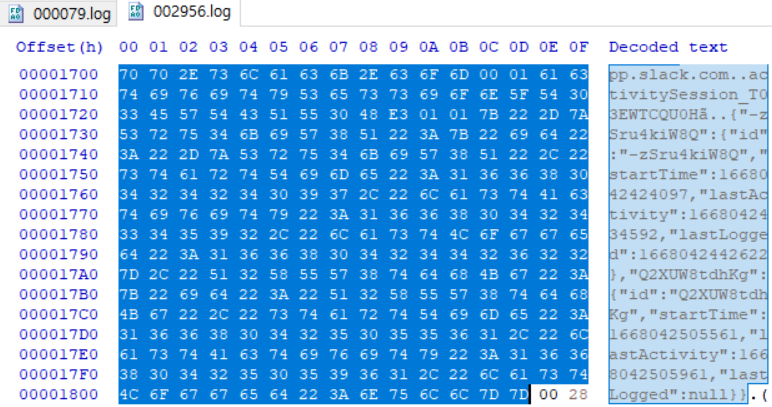 000079.log 002956.log
Offset(h) 00 01 02 03 04 05 06 07 08 09 0A 0B 0C 0D 0E 0F Decoded text
00001700 70 70 2E 73 6C 61 63 6B 2E 63 6F 6D 00 01 61 63 pp.slack.com..ac
00001710 74 69 76 69 74 79 53 65 73 73 69 6F 6E 5F 54 30 tivitySession_T0
00001720 33 45 57 54 43 51 55 30 48 E3 01 01 7B 22 2D 7A 3EWTCQU0Hã..{"-z
00001730 53 72 75 34 6B 69 57 38 51 22 3A 7B 22 69 64 22 Sru4kiW8Q":{"id"
00001740 3A 22 2D 7A 53 72 75 34 6B 69 57 38 51 22 2C 22 :"-zSru4kiW8Q","
00001750 73 74 61 72 74 54 69 6D 65 22 3A 31 36 36 38 30 startTime":16680
00001760 34 32 34 32 34 30 39 37 2C 22 6C 61 73 74 41 63 42424097,"lastAc
00001770 74 69 76 69 74 79 22 3A 31 36 36 38 30 34 32 34 tivity":16680424
00001780 33 34 35 39 32 2C 22 6C 61 73 74 4C 6F 67 67 65 34592,"lastLogge
00001790 64 22 3A 31 36 36 38 30 34 32 34 34 32 36 32 32 d":1668042442622
000017A0 7D 2C 22 51 32 58 55 57 38 74 64 68 4B 67 22 3A },"Q2XUW8tdhKg":
000017B0 7B 22 69 64 22 3A 22 51 32 58 55 57 38 74 64 68 {"id":"Q2XUW8tdh
000017C0 4B 67 22 2C 22 73 74 61 72 74 54 69 6D 65 22 3A Kg","startTime":
000017D0 31 36 36 38 30 34 32 35 30 35 35 36 31 2C 22 6C 1668042505561,"l
000017E0 61 73 74 41 63 74 69 76 69 74 79 22 3A 31 36 36 astActivity":166
000017F0 38 30 34 32 35 30 35 39 36 31 2C 22 6C 61 73 74 8042505961,"last
00001800 4C 6F 67 67 65 64 22 3A 6E 75 6C 6C 7D 7D 00 28 Logged":null}}.(